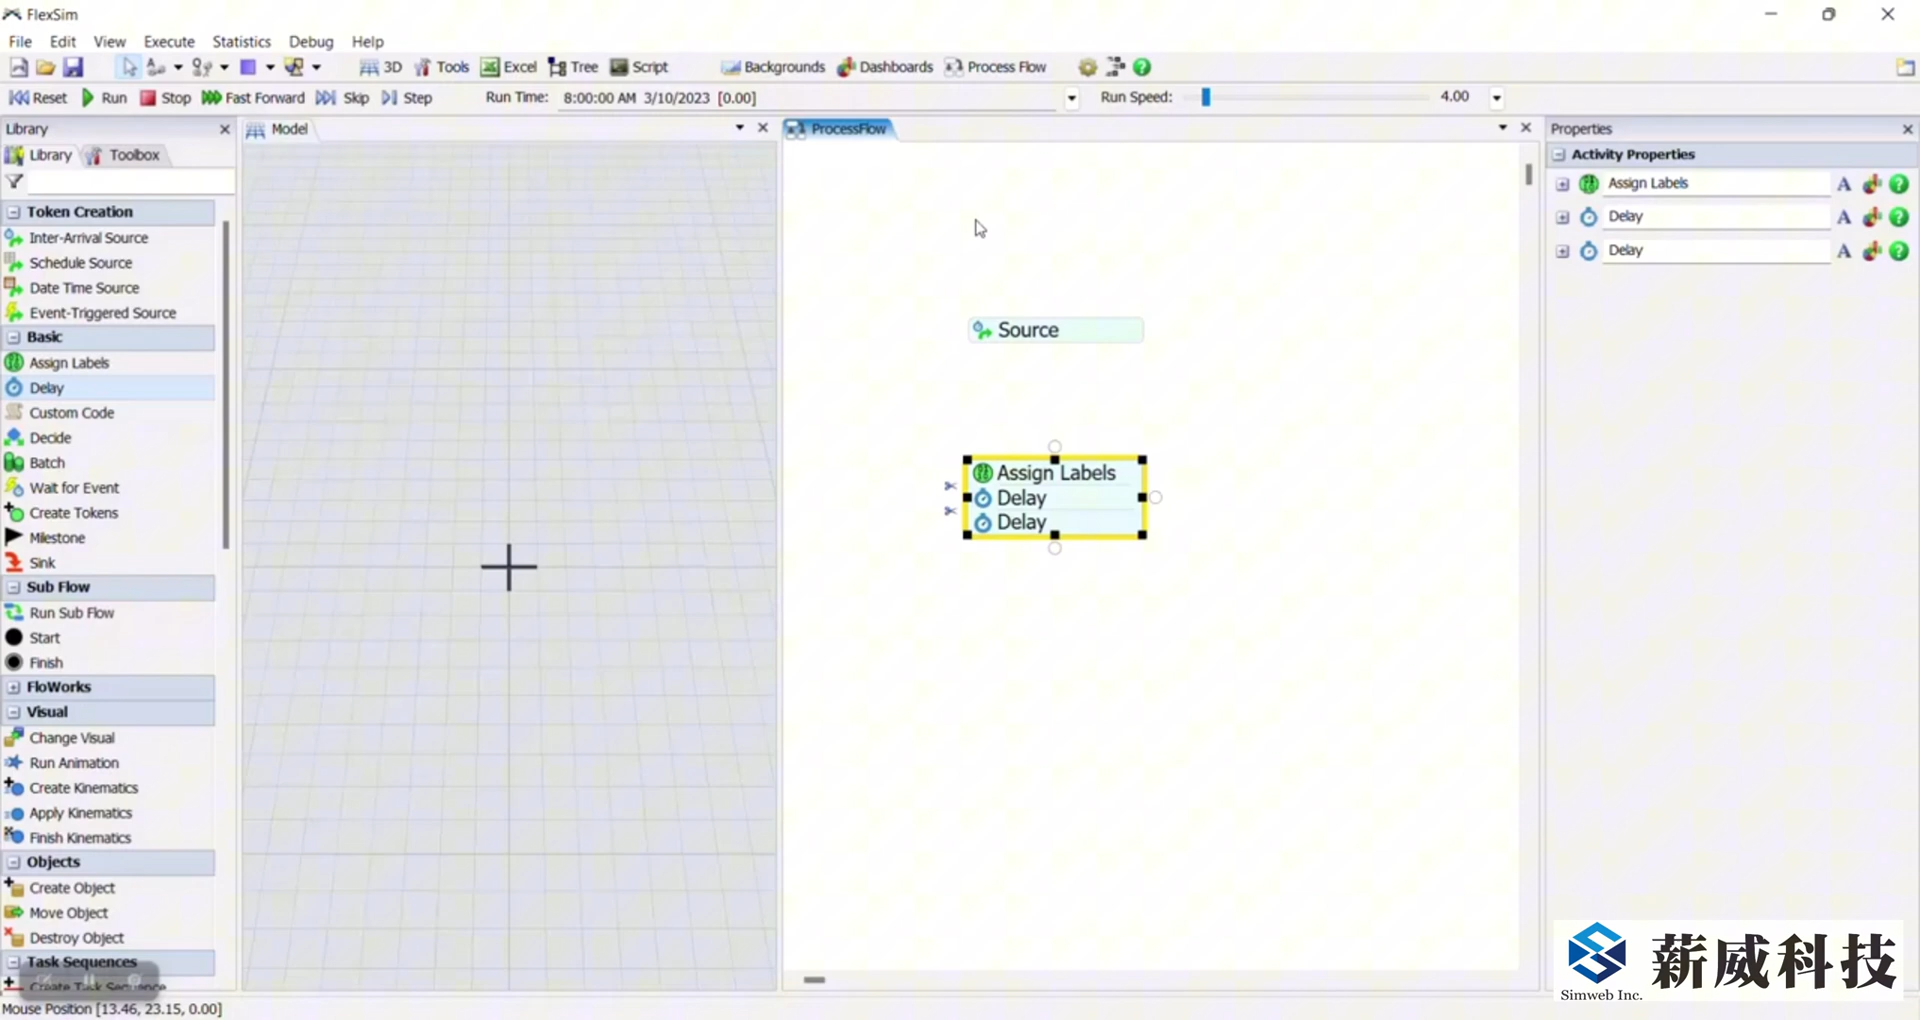 FlexSim
File Edit View Execute Statistics Debug Help
3D Tools Excel Tree Script Backgrounds Dashboards Process Flow
Reset Run Stop Fast Forward Skip Step Run Time: 8:00:00 AM 3/10/2023 [0.00] Run Speed: 4.00
Library
Library Toolbox
Token Creation
Inter-Arrival Source
Schedule Source
Date Time Source
Event-Triggered Source
Basic
Assign Labels
Delay
Custom Code
Decide
Batch
Wait for Event
Create Tokens
Milestone
Sink
Sub Flow
Run Sub Flow
Start
Finish
FloWorks
Visual
Change Visual
Run Animation
Create Kinematics
Apply Kinematics
Finish Kinematics
Objects
Create Object
Move Object
Destroy Object
Task Sequences
Create Task Sequence
Mouse Position [13.46, 23.15, 0.00]
Model
ProcessFlow
Source
Assign Labels
Delay
Delay
Properties
Activity Properties
Assign Labels
Delay
Delay
薪威科技
Simweb Inc.